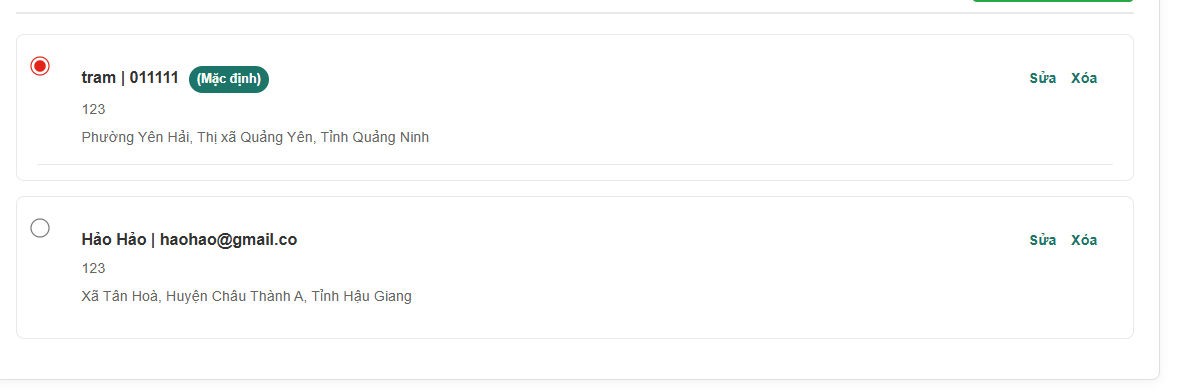 tram | 011111 (Mặc định) Sửa Xóa
123
Phường Yên Hải, Thị xã Quảng Yên, Tỉnh Quảng Ninh
Hảo Hảo | haohao@gmail.co Sửa Xóa
123
Xã Tân Hoà, Huyện Châu Thành A, Tỉnh Hậu Giang